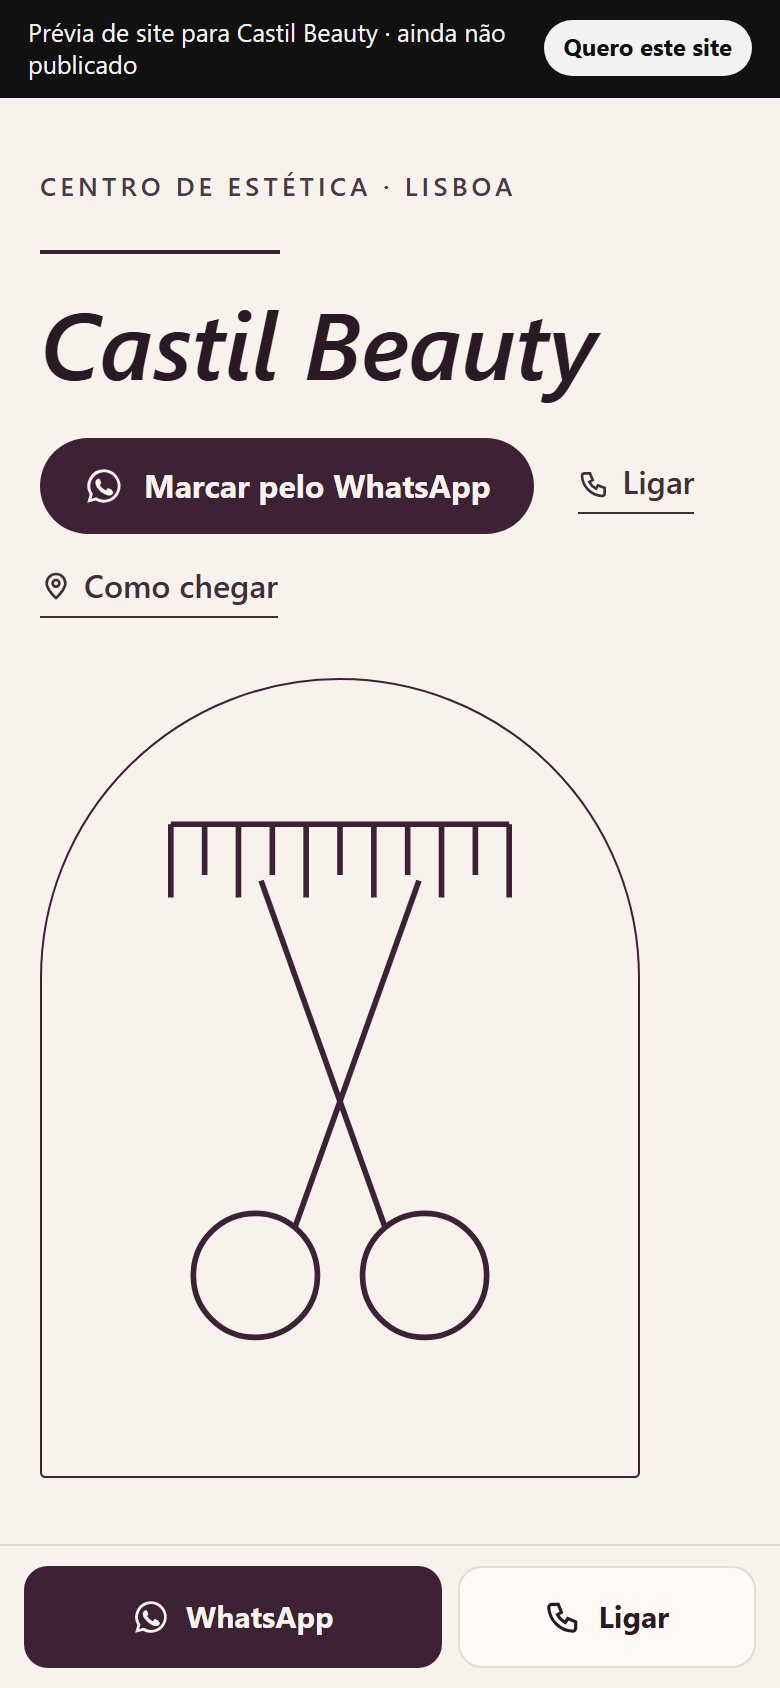 Prévia de site para Castil Beauty · ainda não
publicado
Quero este site
CENTRO DE ESTÉTICA · LISBOA
Castil Beauty
Marcar pelo WhatsApp
Ligar
Como chegar
WhatsApp
Ligar